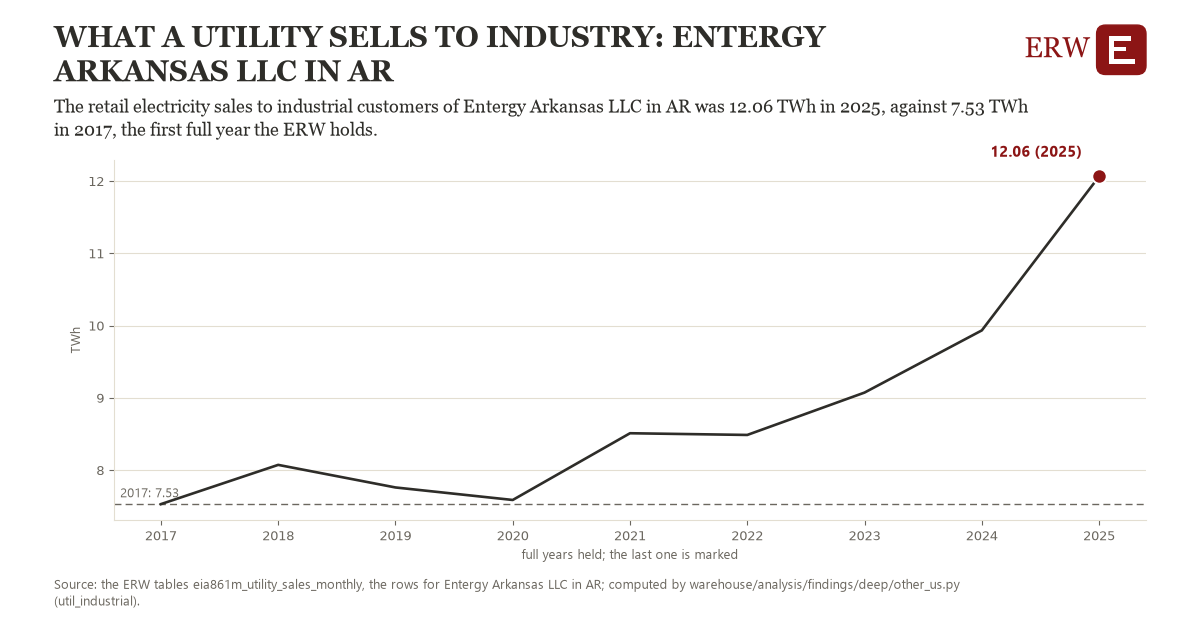 WHAT A UTILITY SELLS TO INDUSTRY: ENTERGY
ARKANSAS LLC IN AR
ERW E
The retail electricity sales to industrial customers of Entergy Arkansas LLC in AR was 12.06 TWh in 2025, against 7.53 TWh
in 2017, the first full year the ERW holds.
12.06 (2025)
12
11
10
9
8
TWh
2017: 7.53
2017 2018 2019 2020 2021 2022 2023 2024 2025
full years held; the last one is marked
Source: the ERW tables eia861m_utility_sales_monthly, the rows for Entergy Arkansas LLC in AR; computed by warehouse/analysis/findings/deep/other_us.py
(util_industrial).